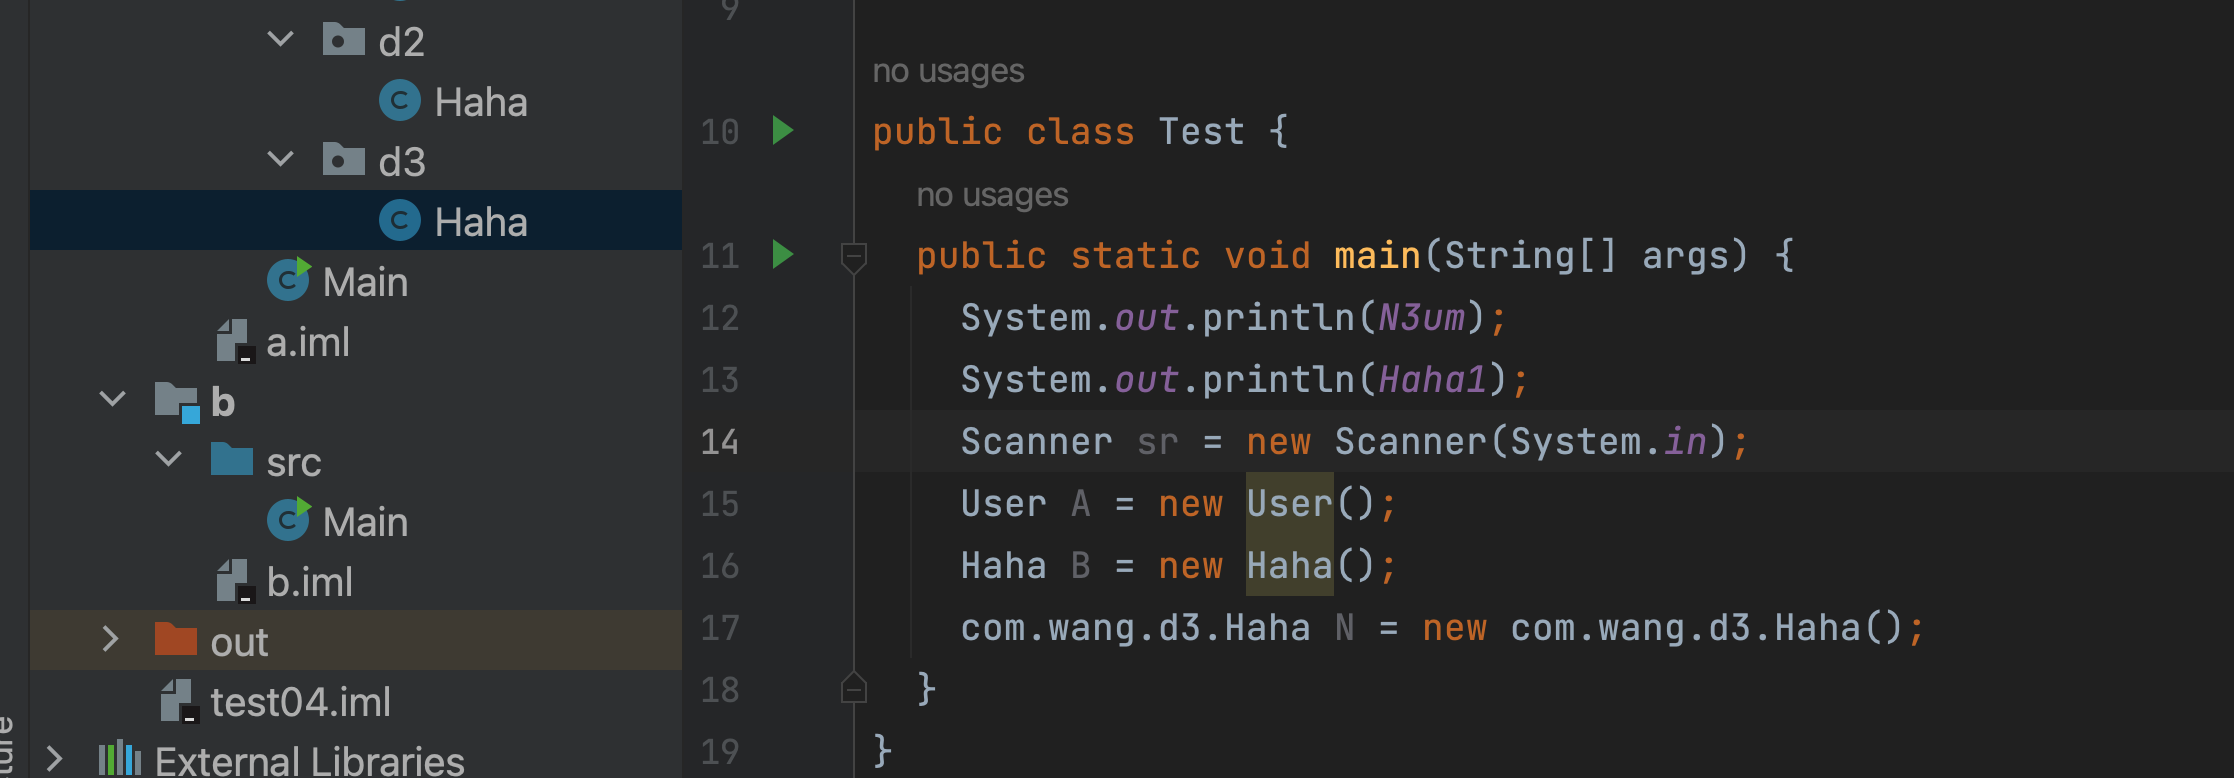 d2
Haha
d3
Haha
Main
a.iml
b
src
Main
b.iml
out
test04.iml
External Libraries
9
no usages
10 public class Test {
no usages
11 public static void main(String[] args) {
12 System.out.println(N3um);
13 System.out.println(Haha1);
14 Scanner sr = new Scanner(System.in);
15 User A = new User();
16 Haha B = new Haha();
17 com.wang.d3.Haha N = new com.wang.d3.Haha();
18 }
19 }